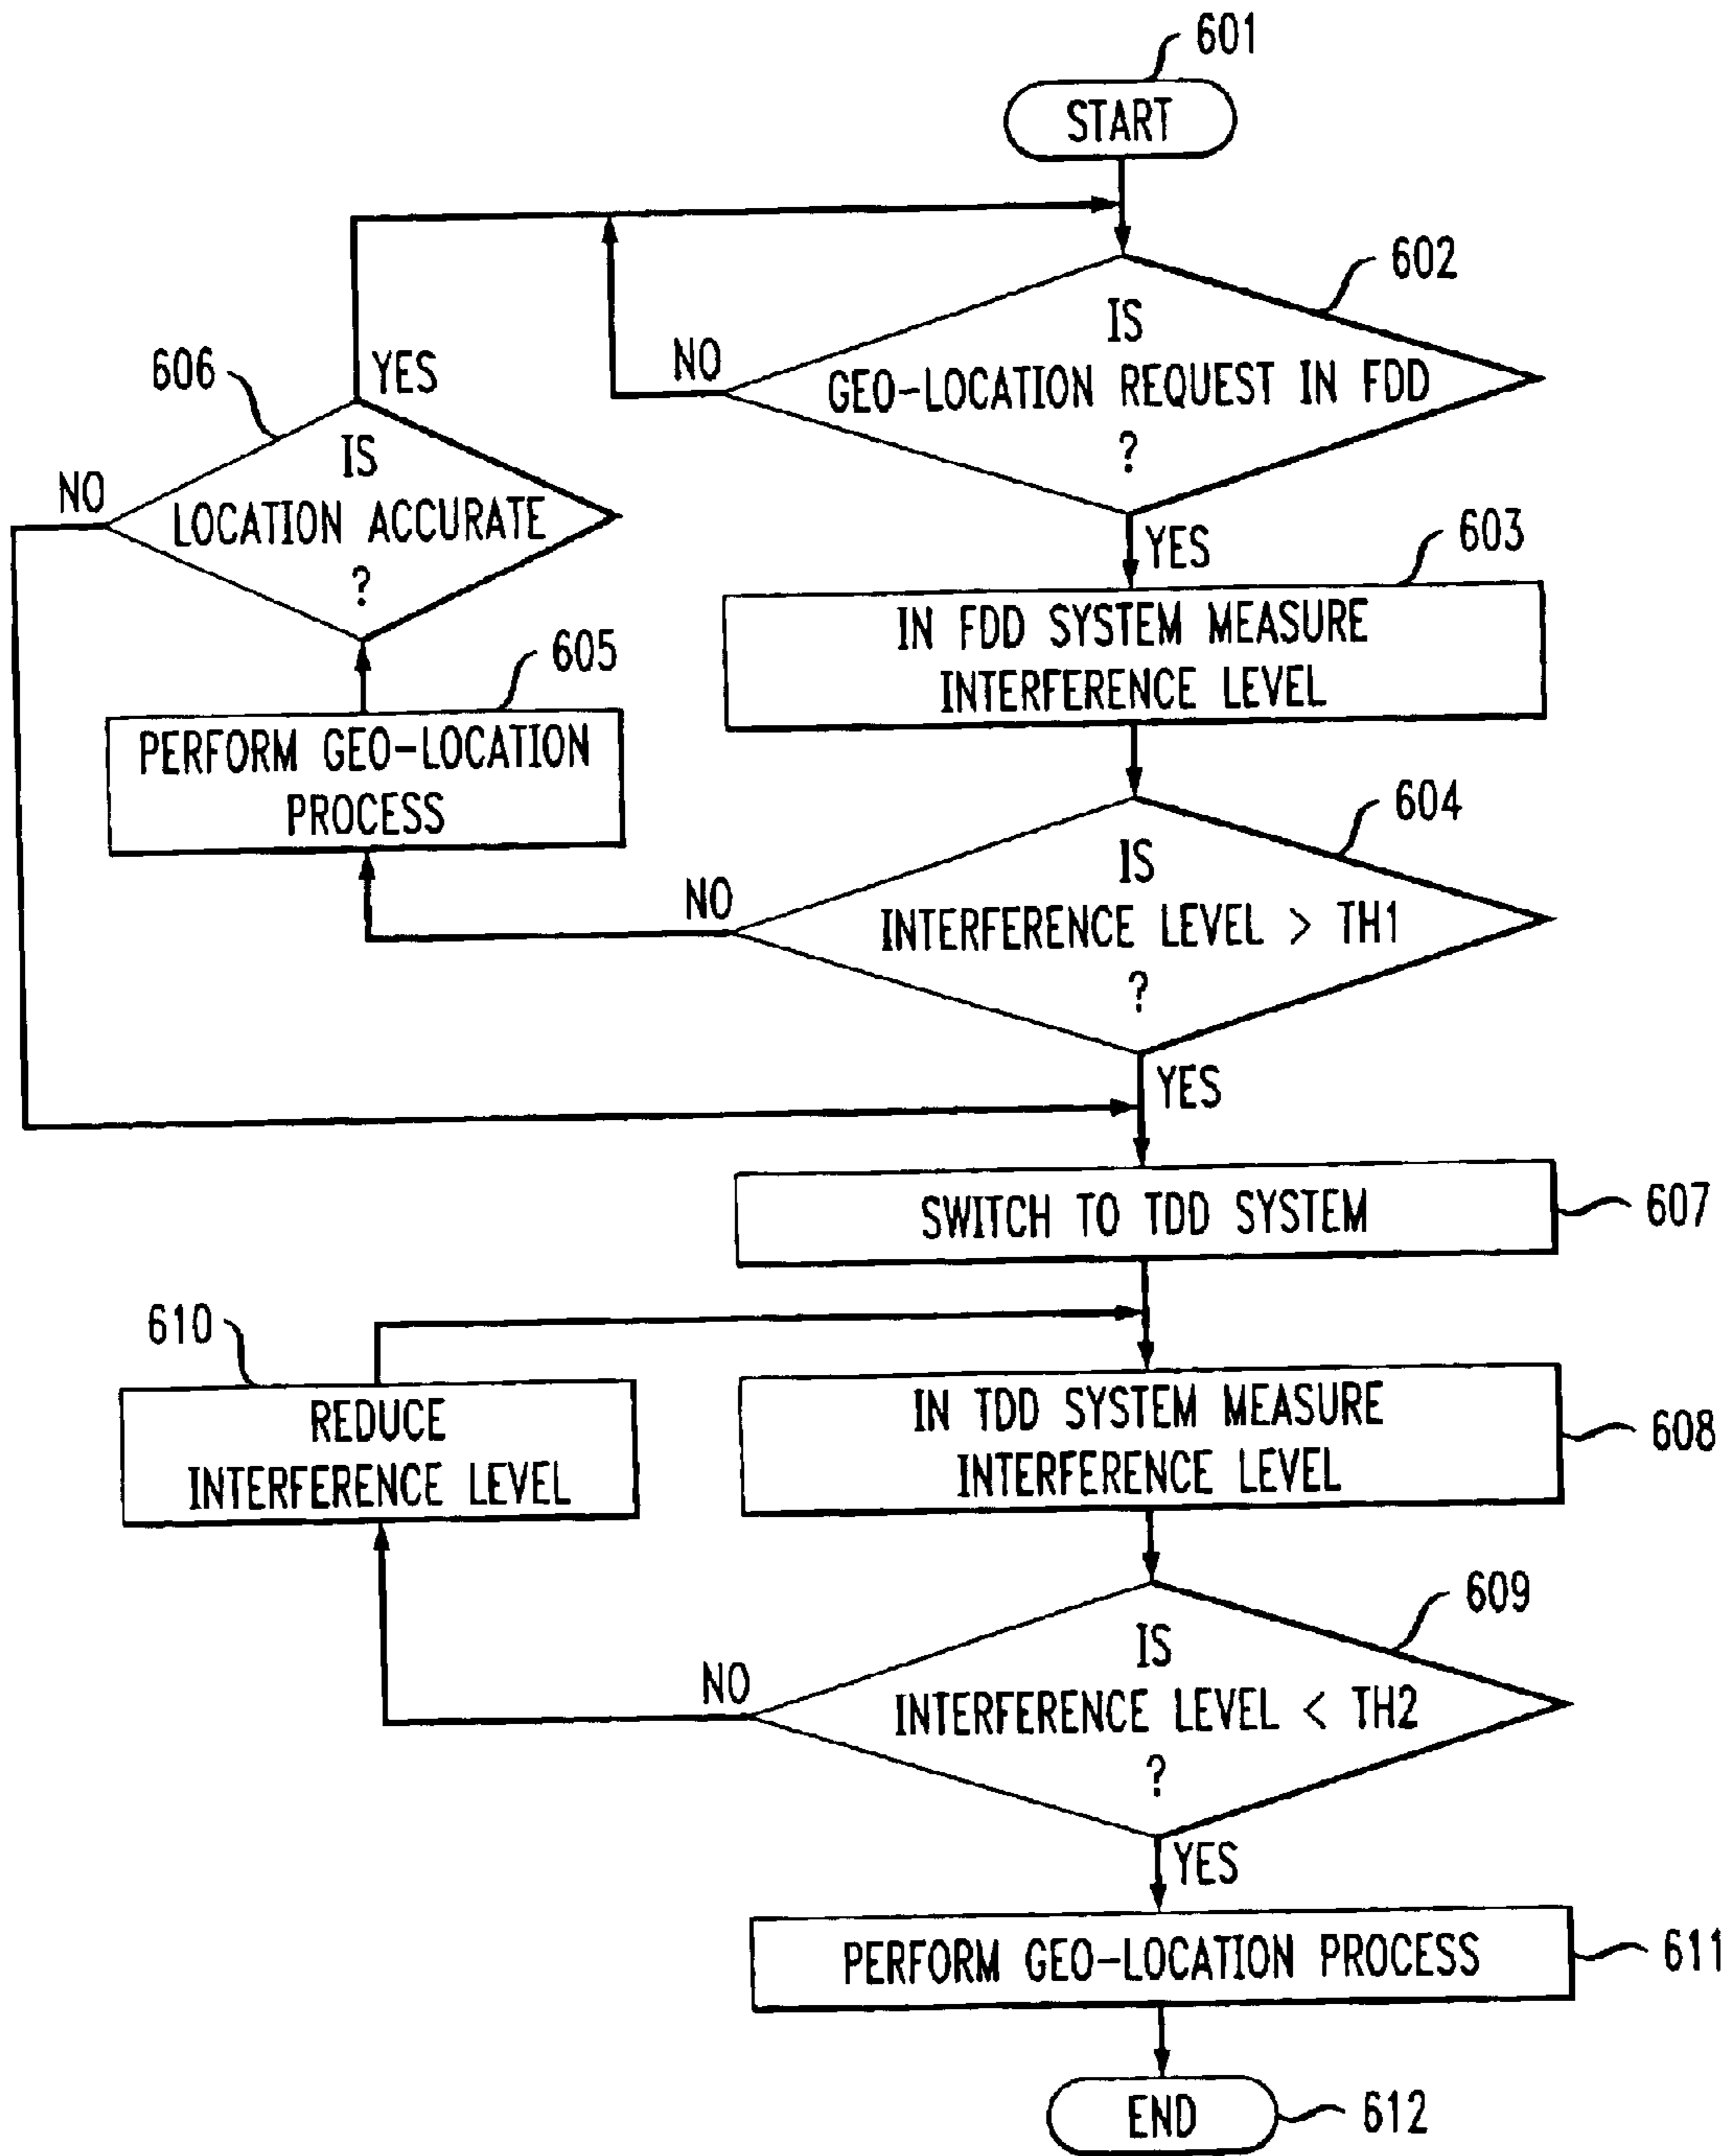 601
START
602
IS
GEO-LOCATION REQUEST IN FDD
?
NO
YES
603
IN FDD SYSTEM MEASURE
INTERFERENCE LEVEL
604
IS
INTERFERENCE LEVEL > TH1
?
NO
YES
605
PERFORM GEO-LOCATION
PROCESS
606
IS
LOCATION ACCURATE
?
YES
NO
SWITCH TO TDD SYSTEM
607
IN TDD SYSTEM MEASURE
INTERFERENCE LEVEL
608
609
IS
INTERFERENCE LEVEL < TH2
?
NO
YES
610
REDUCE
INTERFERENCE LEVEL
PERFORM GEO-LOCATION PROCESS
611
END
612